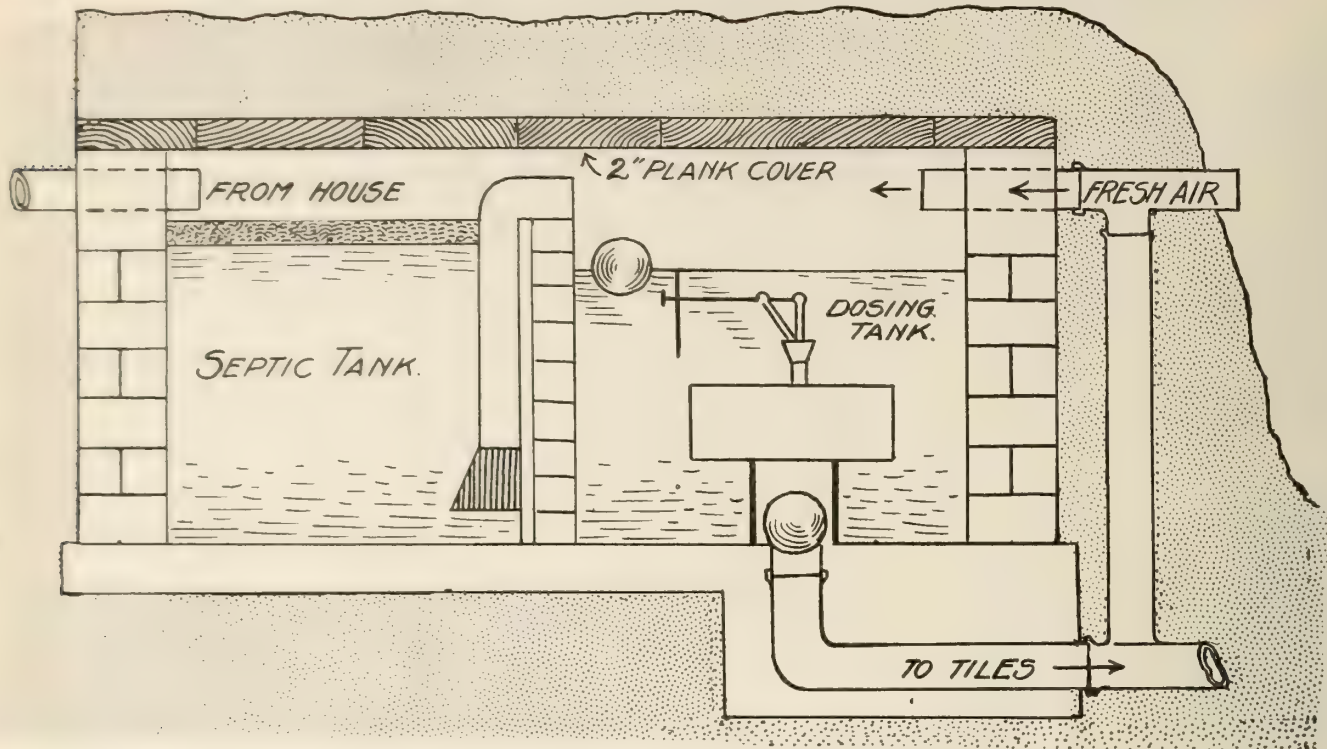 2" PLANK COVER
FROM HOUSE
FRESH AIR
DOSING
TANK.
SEPTIC TANK.
TO TILES